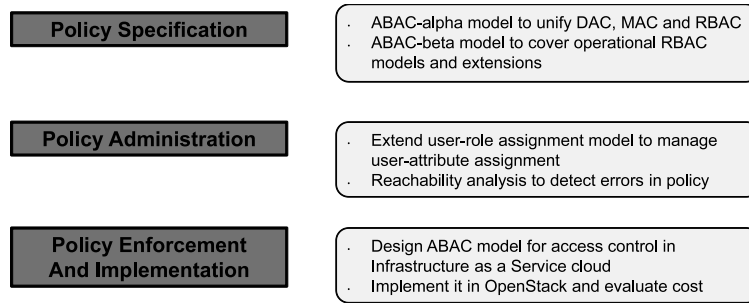 Policy Specification
· ABAC-alpha model to unify DAC, MAC and RBAC
· ABAC-beta model to cover operational RBAC
models and extensions
Policy Administration
· Extend user-role assignment model to manage
user-attribute assignment
· Reachability analysis to detect errors in policy
Policy Enforcement
And Implementation
· Design ABAC model for access control in
Infrastructure as a Service cloud
· Implement it in OpenStack and evaluate cost